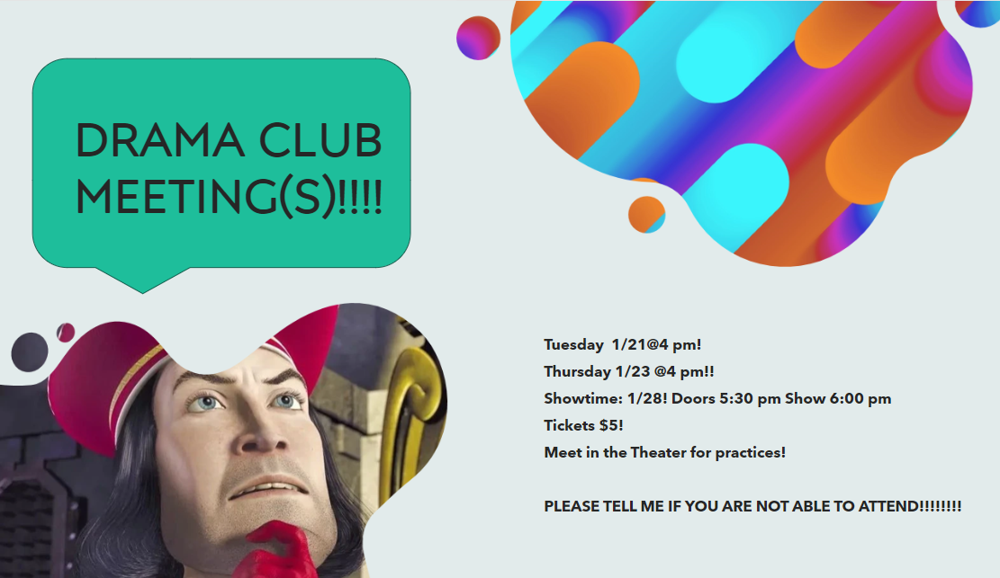 DRAMA CLUB
MEETING(S)!!!!
Tuesday  1/21@4 pm!
Thursday 1/23 @4 pm!!
Showtime: 1/28! Doors 5:30 pm Show 6:00 pm
Tickets $5!
Meet in the Theater for practices!
PLEASE TELL ME IF YOU ARE NOT ABLE TO ATTEND!!!!!!!!